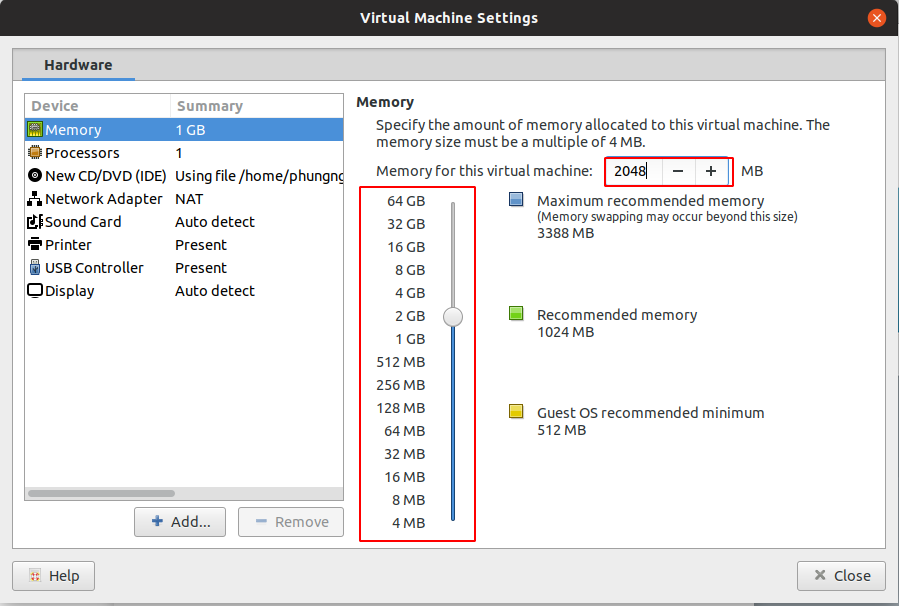 Virtual Machine Settings
Hardware
Device Summary
Memory 1 GB
Processors 1
New CD/DVD (IDE) Using file /home/phungng
Network Adapter NAT
Sound Card Auto detect
Printer Present
USB Controller Present
Display Auto detect
Add...
Remove
Memory
Specify the amount of memory allocated to this virtual machine. The
memory size must be a multiple of 4 MB.
Memory for this virtual machine: 2048 − + MB
64 GB
32 GB
16 GB
8 GB
4 GB
2 GB
1 GB
512 MB
256 MB
128 MB
64 MB
32 MB
16 MB
8 MB
4 MB
Maximum recommended memory
(Memory swapping may occur beyond this size)
3388 MB
Recommended memory
1024 MB
Guest OS recommended minimum
512 MB
Help
Close